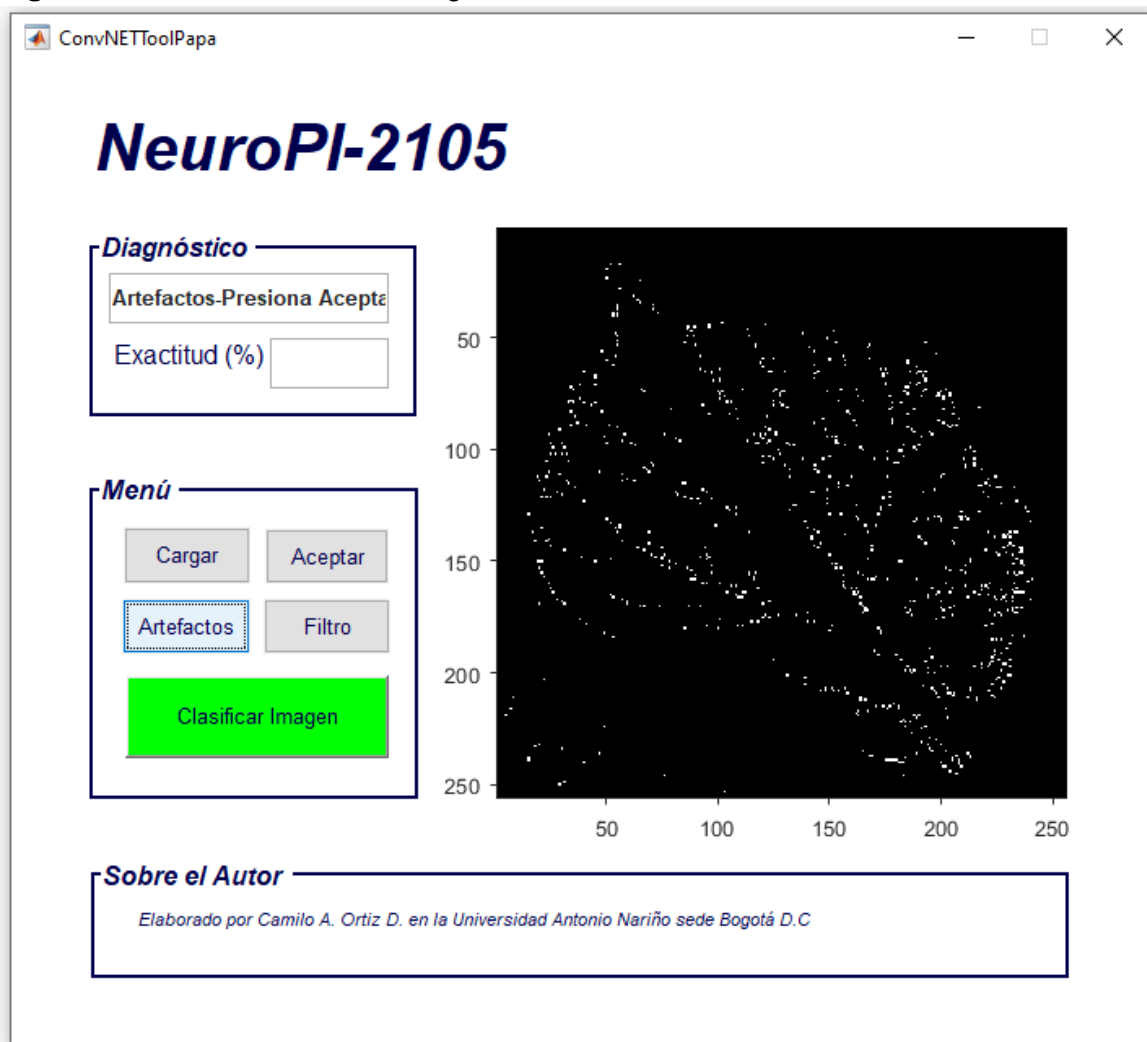 ConvNETToolPapa
NeuroPI-2105
Diagnóstico
Artefactos-Presiona Acepta
Exactitud (%)
Menú
Cargar
Aceptar
Artefactos
Filtro
Clasificar Imagen
50
100
150
200
250
50
100
150
200
250
Sobre el Autor
Elaborado por Camilo A. Ortiz D. en la Universidad Antonio Nariño sede Bogotá D.C